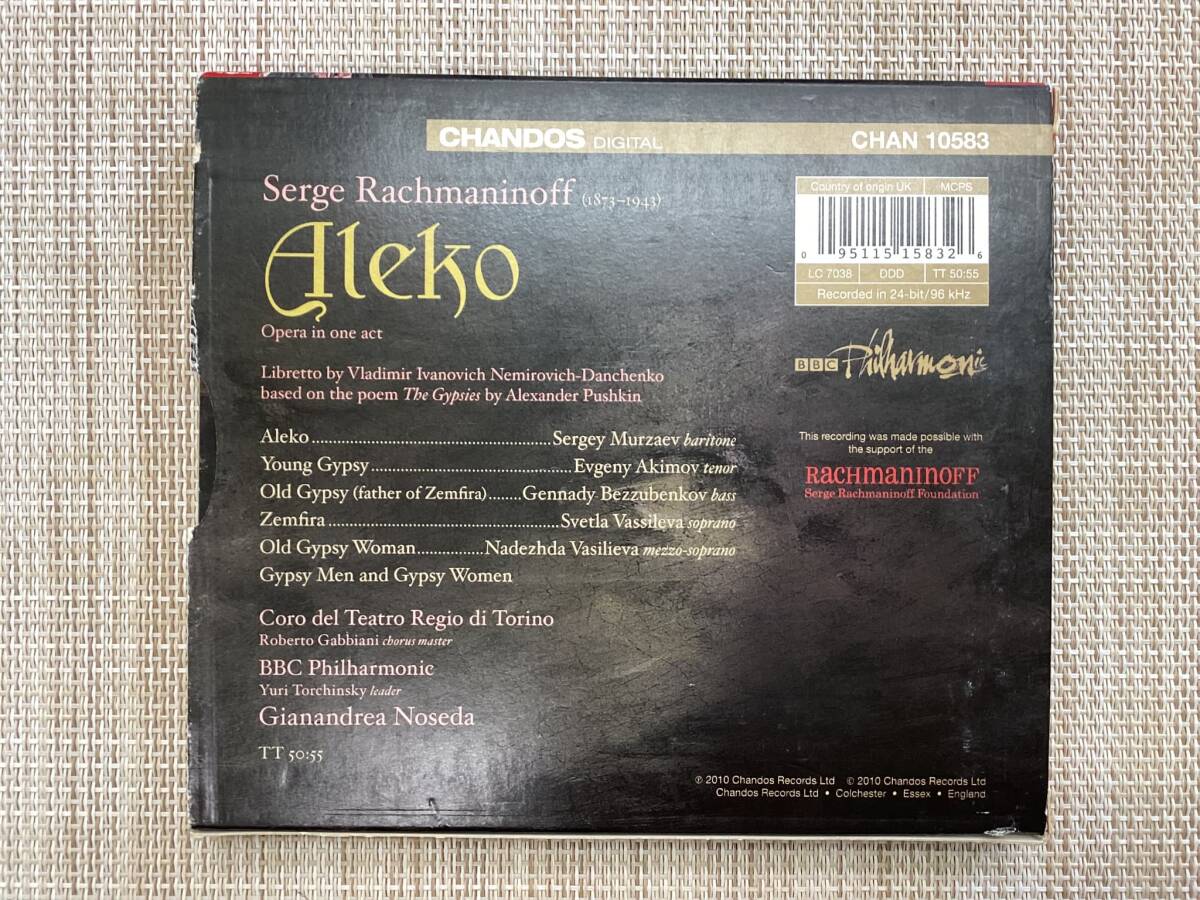 CHANDOS DIGITAL CHAN 10583
Serge Rachmaninoff (1873–1943)
Aleko
Opera in one act
Libretto by Vladimir Ivanovich Nemirovich-Danchenko
based on the poem The Gypsies by Alexander Pushkin
Aleko......................................................Sergey Murzaev baritone
Young Gypsy.............................................Evgeny Akimov tenor
Old Gypsy (father of Zemfira).......Gennady Bezzubenkov bass
Zemfira....................................................Svetla Vassileva soprano
Old Gypsy Woman...............Nadezhda Vasilieva mezzo-soprano
Gypsy Men and Gypsy Women
Coro del Teatro Regio di Torino
Roberto Gabbiani chorus master
BBC Philharmonic
Yuri Torchinsky leader
Gianandrea Noseda
TT 50:55
Country of origin UK MCPS
0 95115 15832 6
LC 7038 DDD TT 50:55
Recorded in 24-bit/96 kHz
BBC Philharmonic
This recording was made possible with
the support of the
RACHMANINOFF
Serge Rachmaninoff Foundation
℗ 2010 Chandos Records Ltd © 2010 Chandos Records Ltd
Chandos Records Ltd • Colchester • Essex • England